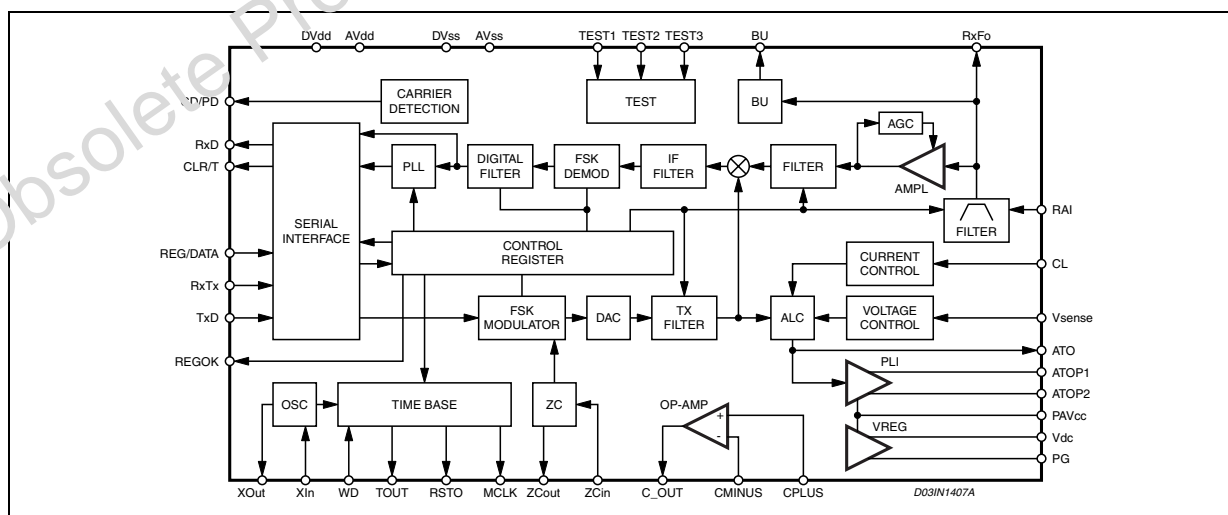 DVdd AVdd DVss AVss TEST1 TEST2 TEST3 BU RxFo
CARRIER
DETECTION
TEST
BU
AGC
RxD
CLR/T
PLL
DIGITAL
FILTER
FSK
DEMOD
IF
FILTER
FILTER
AMPL
FILTER
RAI
SERIAL
INTERFACE
CONTROL
REGISTER
REG/DATA
RxTx
TxD
REGOK
CURRENT
CONTROL
CL
FSK
MODULATOR
DAC
TX
FILTER
ALC
VOLTAGE
CONTROL
Vsense
ATO
PLI
ATOP1
ATOP2
PAVcc
VREG
Vdc
PG
OSC
TIME BASE
ZC
OP-AMP
+
-
XOut XIn WD TOUT RSTO MCLK ZCout ZCin C_OUT CMINUS CPLUS
D03IN1407A
Obsolete